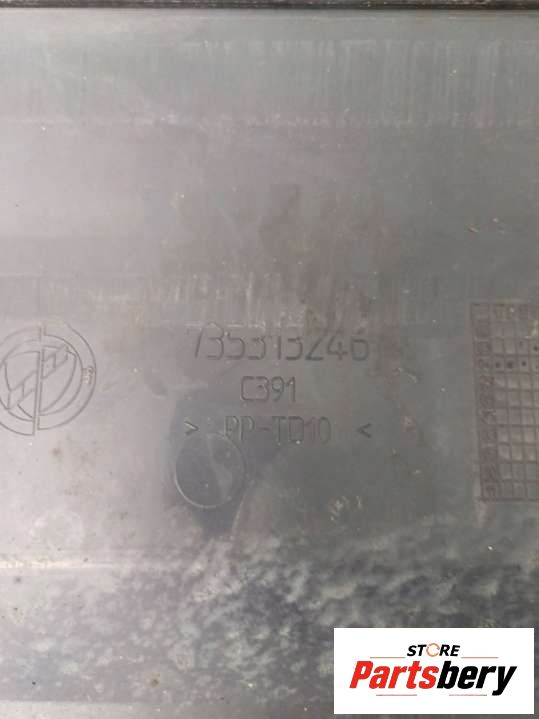 735313246
C391
> PP-TD10 <
STORE
Partsbery